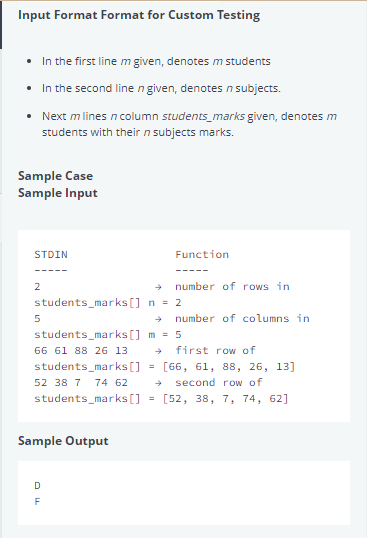 Input Format Format for Custom Testing
• In the first line m given, denotes m students
• In the second line n given, denotes n subjects.
• Next m lines n column students_marks given, denotes m
students with their n subjects marks.
Sample Case
Sample Input
STDIN Function
----- -----
2 → number of rows in
students_marks[] n = 2
5 → number of columns in
students_marks[] m = 5
66 61 88 26 13 → first row of
students_marks[] = [66, 61, 88, 26, 13]
52 38 7 74 62 → second row of
students_marks[] = [52, 38, 7, 74, 62]
Sample Output
D
F